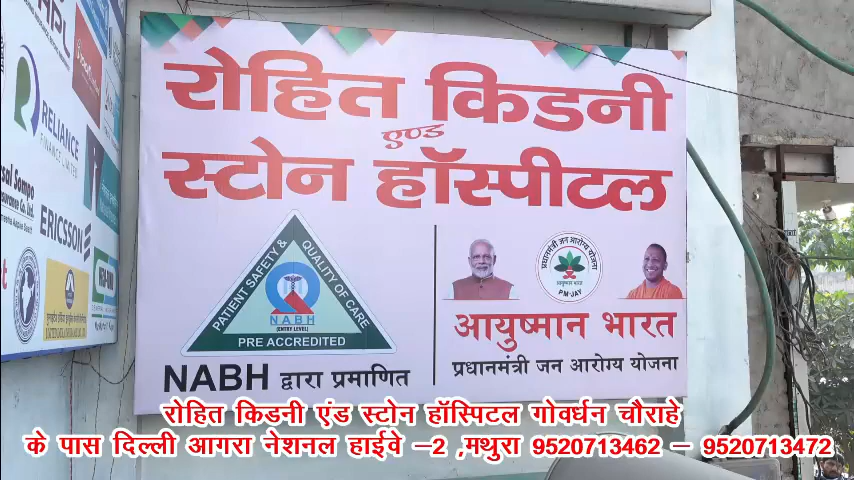 रोहित किडनी
एण्ड
स्टोन हॉस्पीटल
PATIENT SAFETY & QUALITY OF CARE
NABH
(ENTRY LEVEL)
PRE ACCREDITED
NABH द्वारा प्रमाणित
प्रधानमंत्री जन आरोग्य योजना
आयुष्मान भारत
PM-JAY
आयुष्मान भारत
प्रधानमंत्री जन आरोग्य योजना
RELIANCE
FINANCE LIMITED
ERICSSON
रोहित किडनी एंड स्टोन हॉस्पिटल गोवर्धन चौराहे
के पास दिल्ली आगरा नेशनल हाईवे –2 ,मथुरा 9520713462 – 9520713472